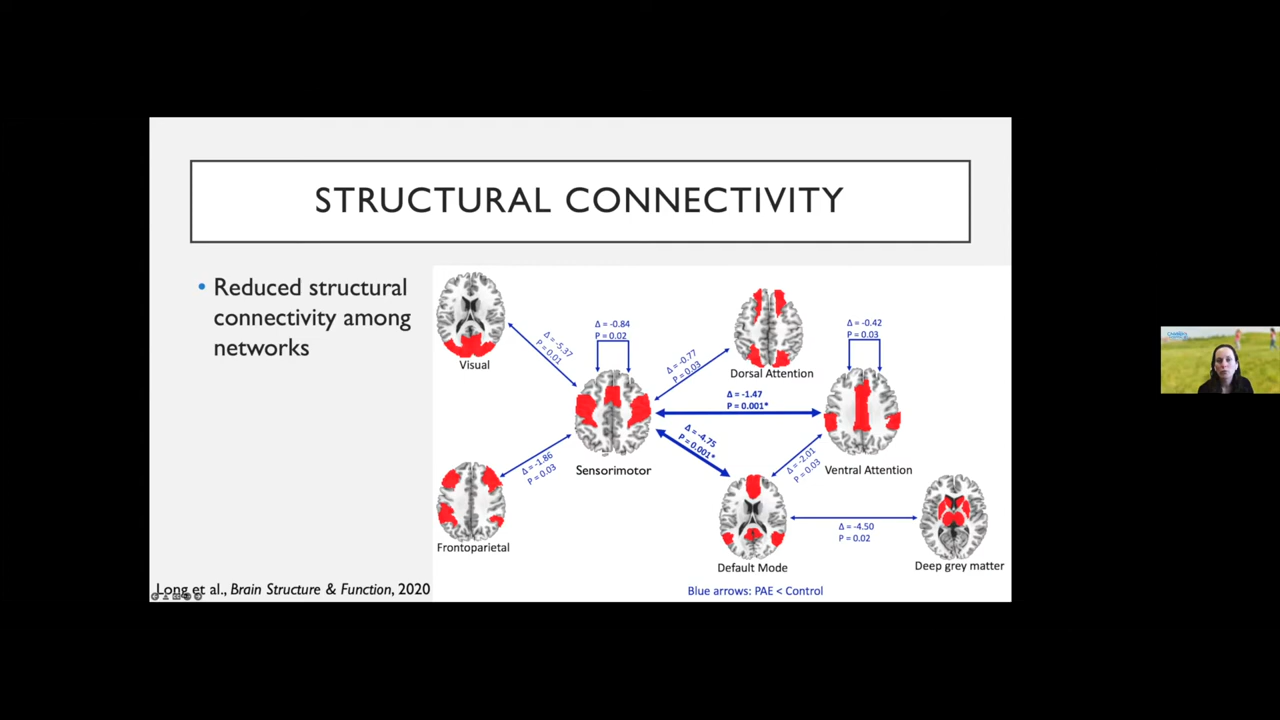 STRUCTURAL CONNECTIVITY
• Reduced structural
connectivity among
networks
Visual
Δ = -5.37
P = 0.01
Δ = -0.84
P = 0.02
Δ = -0.77
P = 0.03
Dorsal Attention
Δ = -0.42
P = 0.03
Δ = -1.47
P = 0.001*
Sensorimotor
Δ = -4.75
P = 0.001*
Δ = -2.01
P = 0.03
Ventral Attention
Δ = -1.86
P = 0.03
Frontoparietal
Default Mode
Δ = -4.50
P = 0.02
Deep grey matter
Long et al., Brain Structure & Function, 2020
Blue arrows: PAE < Control